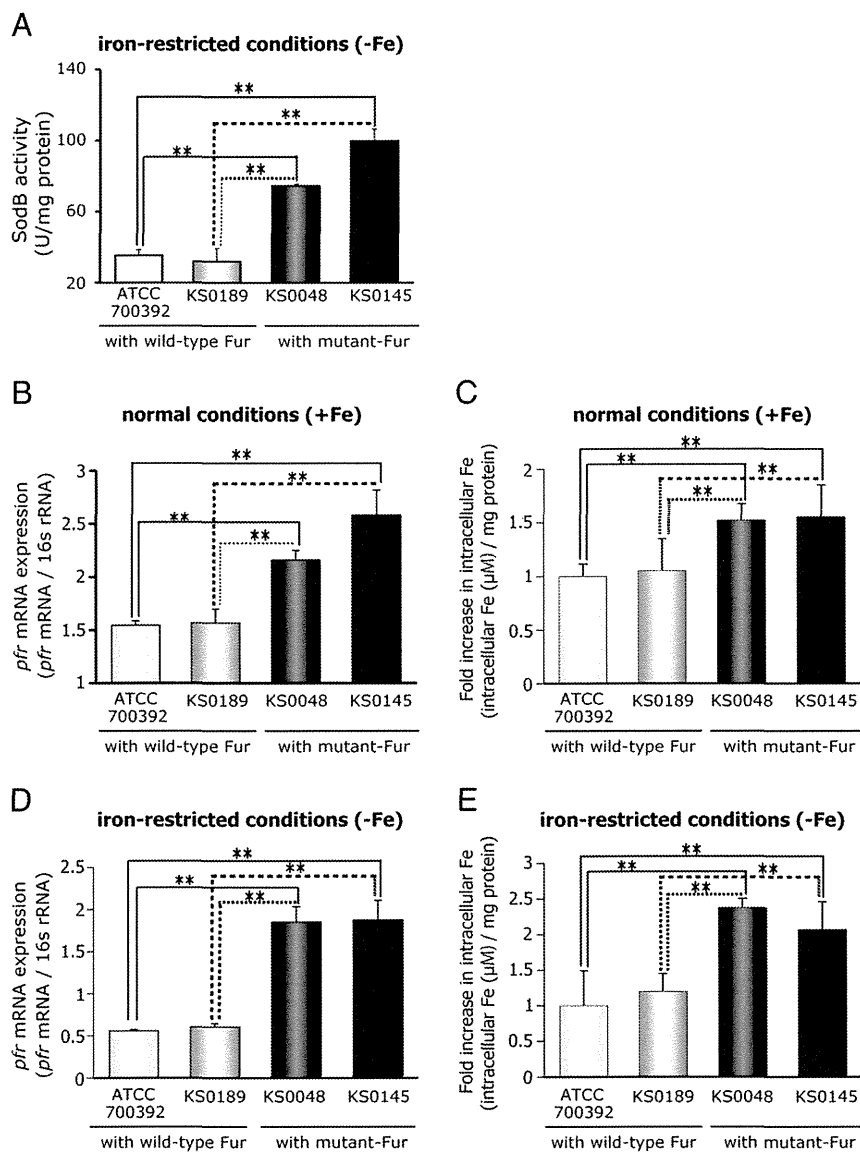 A
iron-restricted conditions (-Fe)
SodB activity
(U/mg protein)
140
100
60
20
**
**
**
**
ATCC
700392
KS0189
KS0048
KS0145
with wild-type Fur
with mutant-Fur
B
normal conditions (+Fe)
pfr mRNA expression
(pfr mRNA / 16s rRNA)
3
2.5
2
1.5
1
**
**
**
**
ATCC
700392
KS0189
KS0048
KS0145
with wild-type Fur
with mutant-Fur
C
normal conditions (+Fe)
Fold increase in intracellular Fe
(intracellular Fe (µM) / mg protein)
2
1.5
1
0.5
0
**
**
**
**
ATCC
700392
KS0189
KS0048
KS0145
with wild-type Fur
with mutant-Fur
D
iron-restricted conditions (-Fe)
pfr mRNA expression
(pfr mRNA / 16s rRNA)
2.5
2
1.5
1
0.5
0
**
**
**
**
ATCC
700392
KS0189
KS0048
KS0145
with wild-type Fur
with mutant-Fur
E
iron-restricted conditions (-Fe)
Fold increase in intracellular Fe
(intracellular Fe (µM) / mg protein)
3
2.5
2
1.5
1
0.5
0
**
**
**
**
ATCC
700392
KS0189
KS0048
KS0145
with wild-type Fur
with mutant-Fur